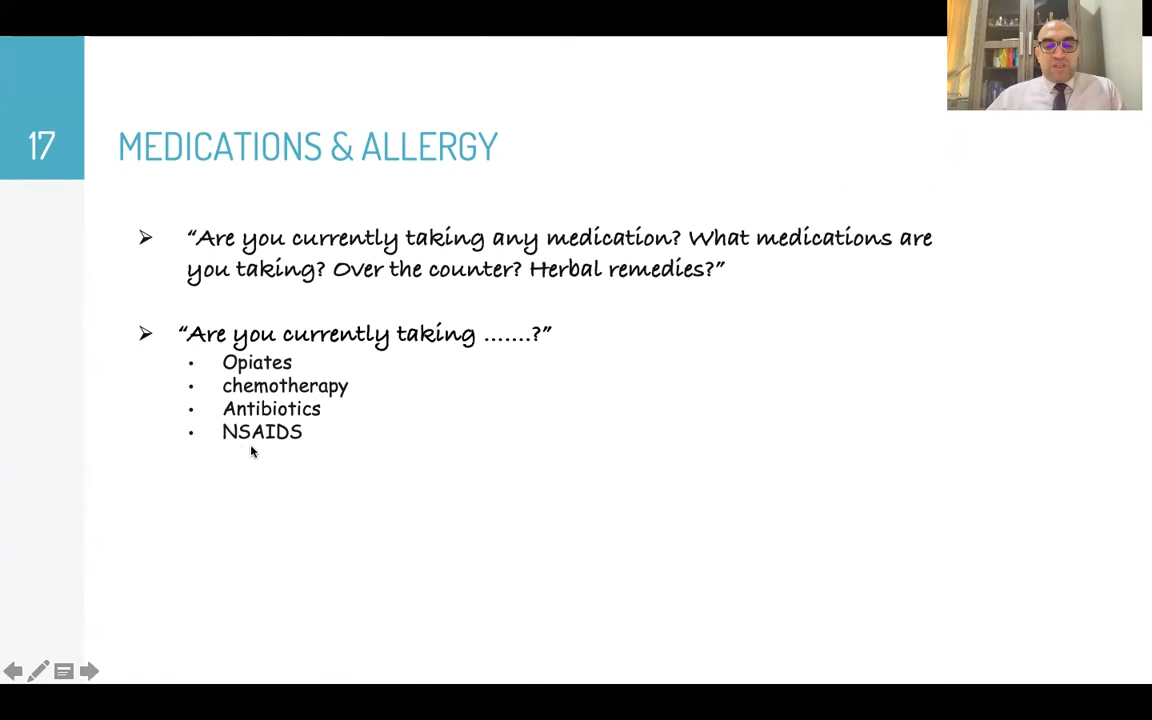 17
MEDICATIONS & ALLERGY
➢ “Are you currently taking any medication? What medications are
you taking? Over the counter? Herbal remedies?”
➢ “Are you currently taking .......?”
• Opiates
• chemotherapy
• Antibiotics
• NSAIDS